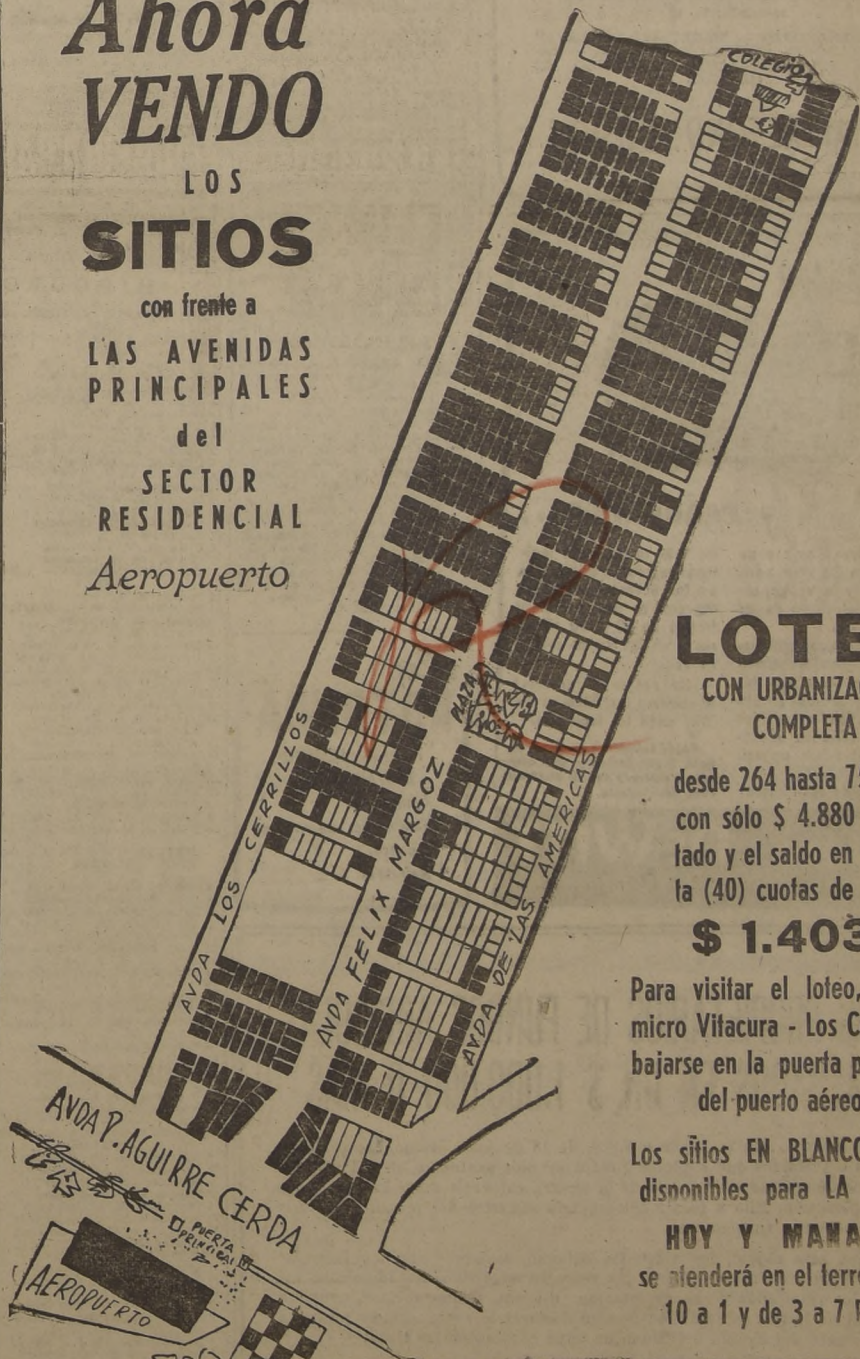 Ahora
VENDO
LOS
SITIOS
con frente a
LAS AVENIDAS
PRINCIPALES
del
SECTOR
RESIDENCIAL
Aeropuerto
COLEGIO
PLAZA
AVDA LOS CERRILLOS
AVDA FELIX MARGOZ
AV.DA DE LAS AMERICAS
AVDA P. AGUIRRE CERDA
PUERTA
PRINCIPAL
AEROPUERTO
LOTE
CON URBANIZA
COMPLETA
desde 264 hasta 7
con sólo $ 4.880
tado y el saldo en
ta (40) cuotas de
$ 1.403
Para visitar el loteo,
micro Vitacura - Los C
bajarse en la puerta p
del puerto aéreo
Los sitios EN BLANCO
disponibles para LA
HOY Y MAÑA
se atenderá en el terre
10 a 1 y de 3 a 7